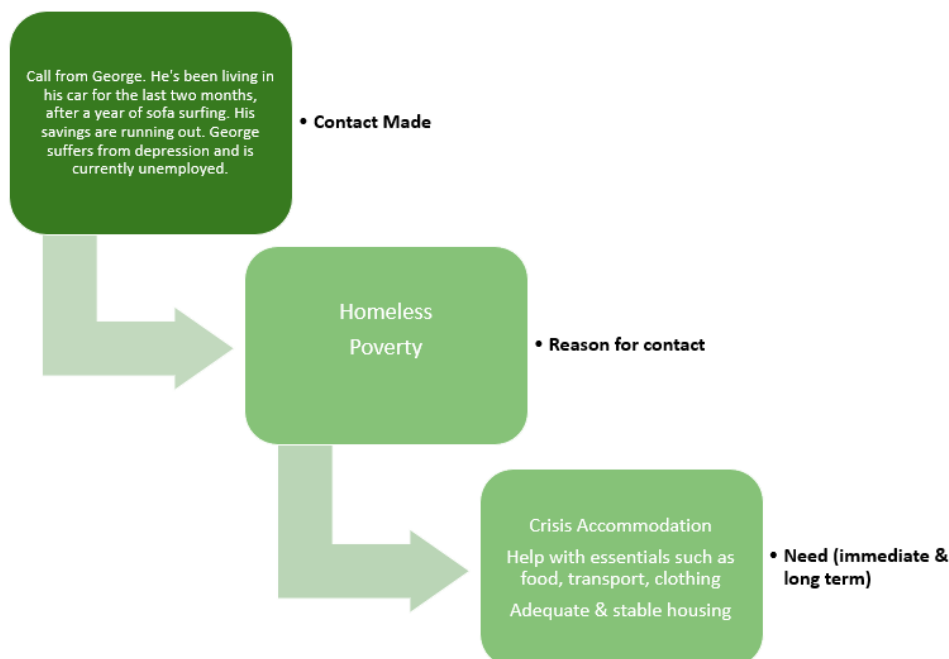 Call from George. He's been living in
his car for the last two months,
after a year of sofa surfing. His
savings are running out. George
suffers from depression and is
currently unemployed.
• Contact Made
Homeless
Poverty
• Reason for contact
Crisis Accommodation
Help with essentials such as
food, transport, clothing
Adequate & stable housing
• Need (immediate &
long term)